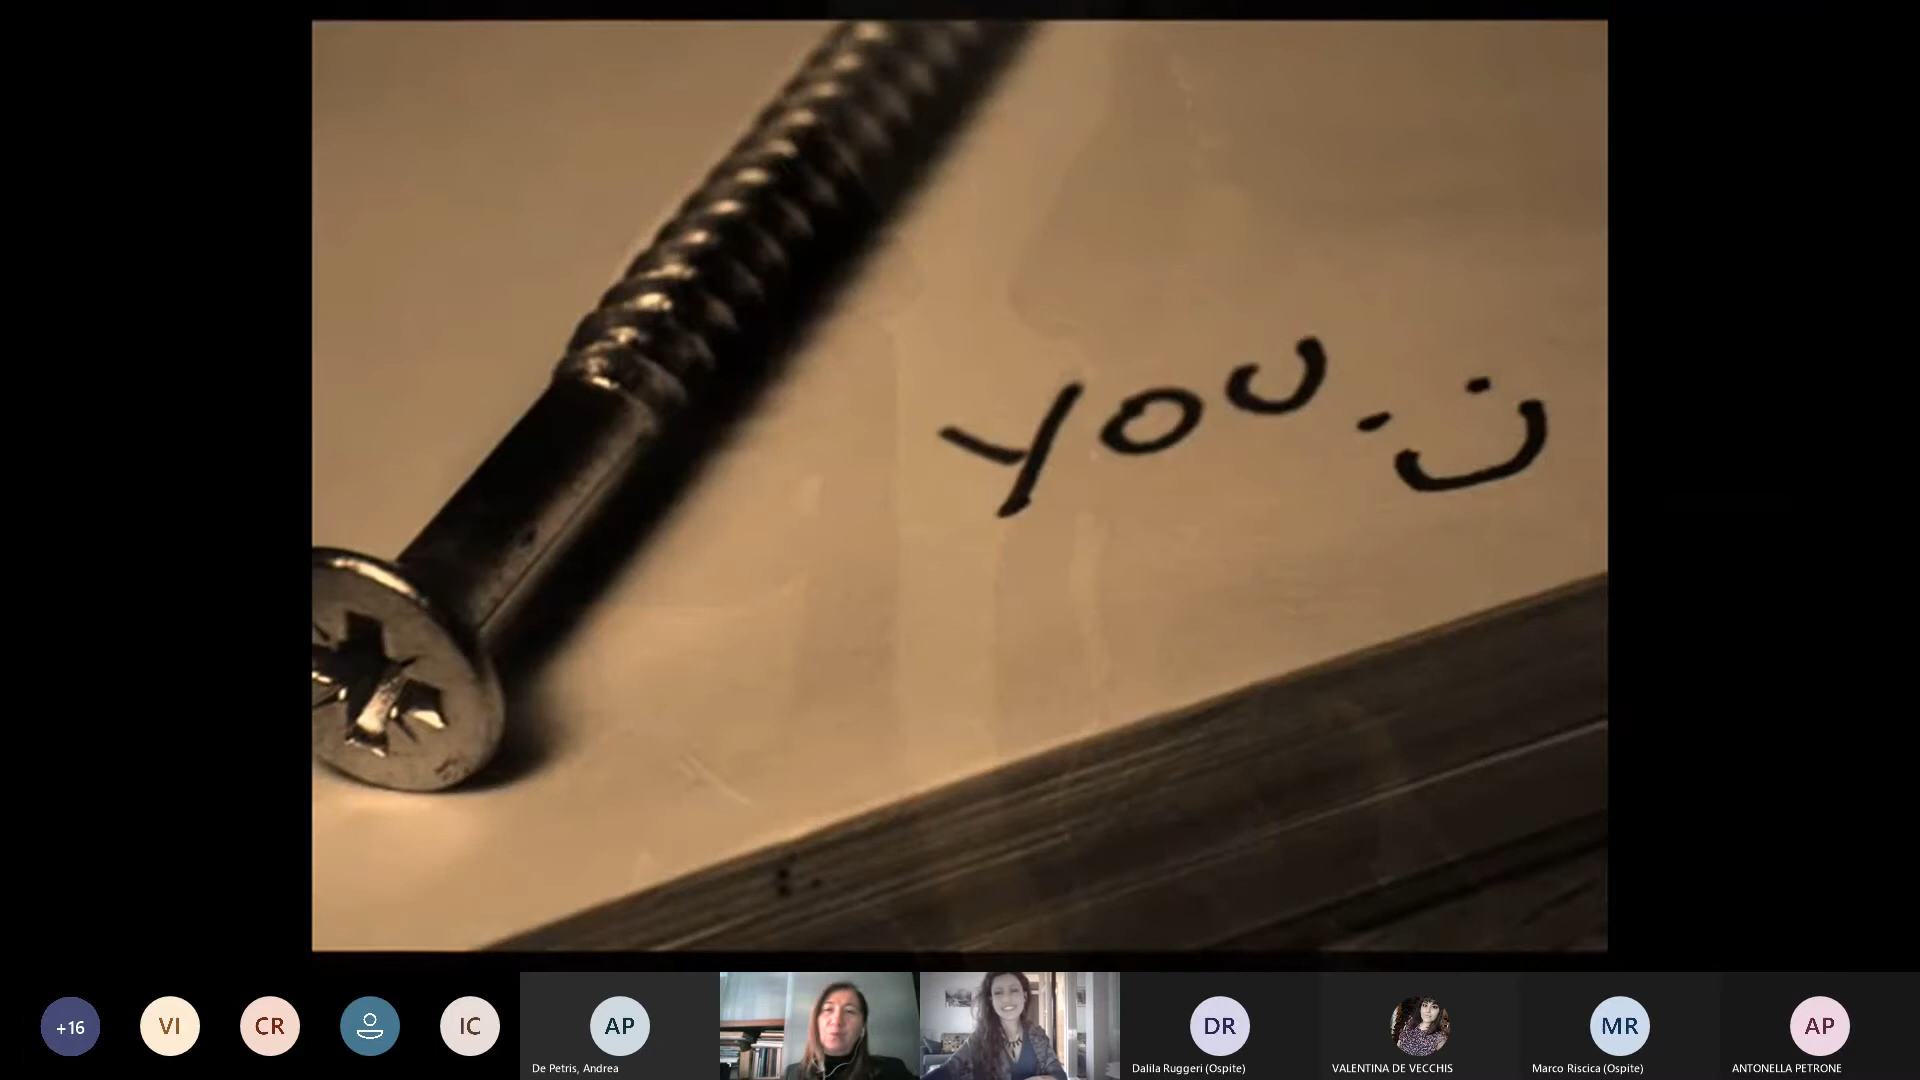 you.
+16
VI
CR
IC
AP
DR
MR
AP
De Petris, Andrea
Dalila Ruggeri (Ospite)
VALENTINA DE VECCHIS
Marco Riscica (Ospite)
ANTONELLA PETRONE